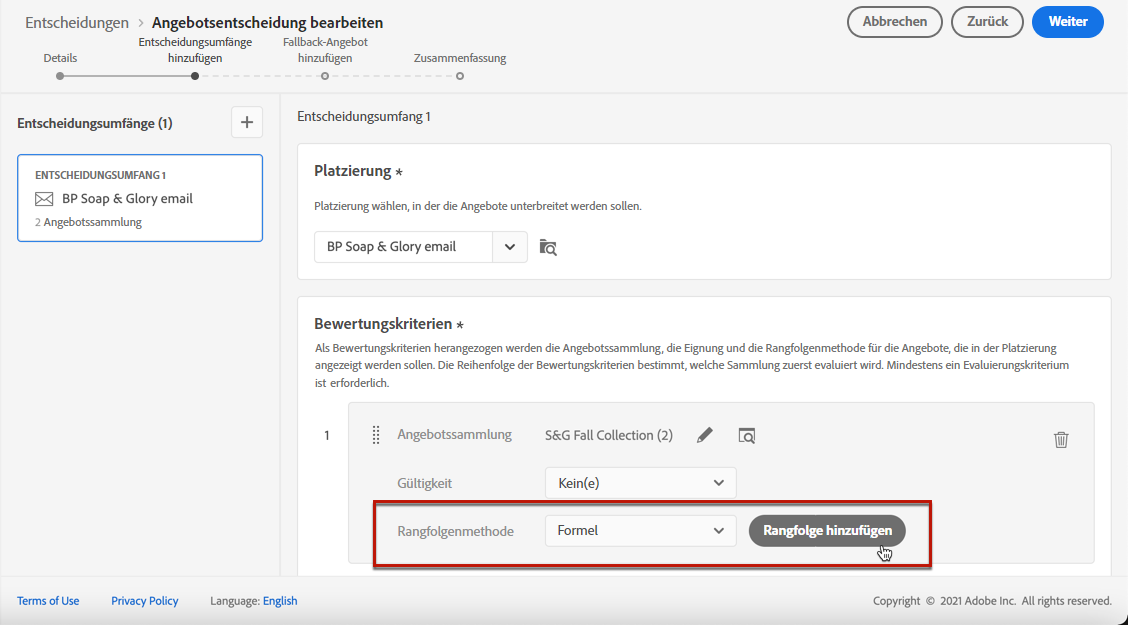 Entscheidungen › Angebotsentscheidung bearbeiten
Abbrechen
Zurück
Weiter
Details
Entscheidungsumfänge
hinzufügen
Fallback-Angebot
hinzufügen
Zusammenfassung
Entscheidungsumfänge (1)
ENTSCHEIDUNGSUMFANG 1
BP Soap & Glory email
2 Angebotssammlung
Entscheidungsumfang 1
Platzierung *
Platzierung wählen, in der die Angebote unterbreitet werden sollen.
BP Soap & Glory email
Bewertungskriterien *
Als Bewertungskriterien herangezogen werden die Angebotssammlung, die Eignung und die Rangfolgenmethode für die Angebote, die in der Platzierung
angezeigt werden sollen. Die Reihenfolge der Bewertungskriterien bestimmt, welche Sammlung zuerst evaluiert wird. Mindestens ein Evaluierungskriterium
ist erforderlich.
1
Angebotssammlung S&G Fall Collection (2)
Gültigkeit Kein(e)
Rangfolgenmethode Formel Rangfolge hinzufügen
Terms of Use Privacy Policy Language: English
Copyright © 2021 Adobe Inc. All rights reserved.